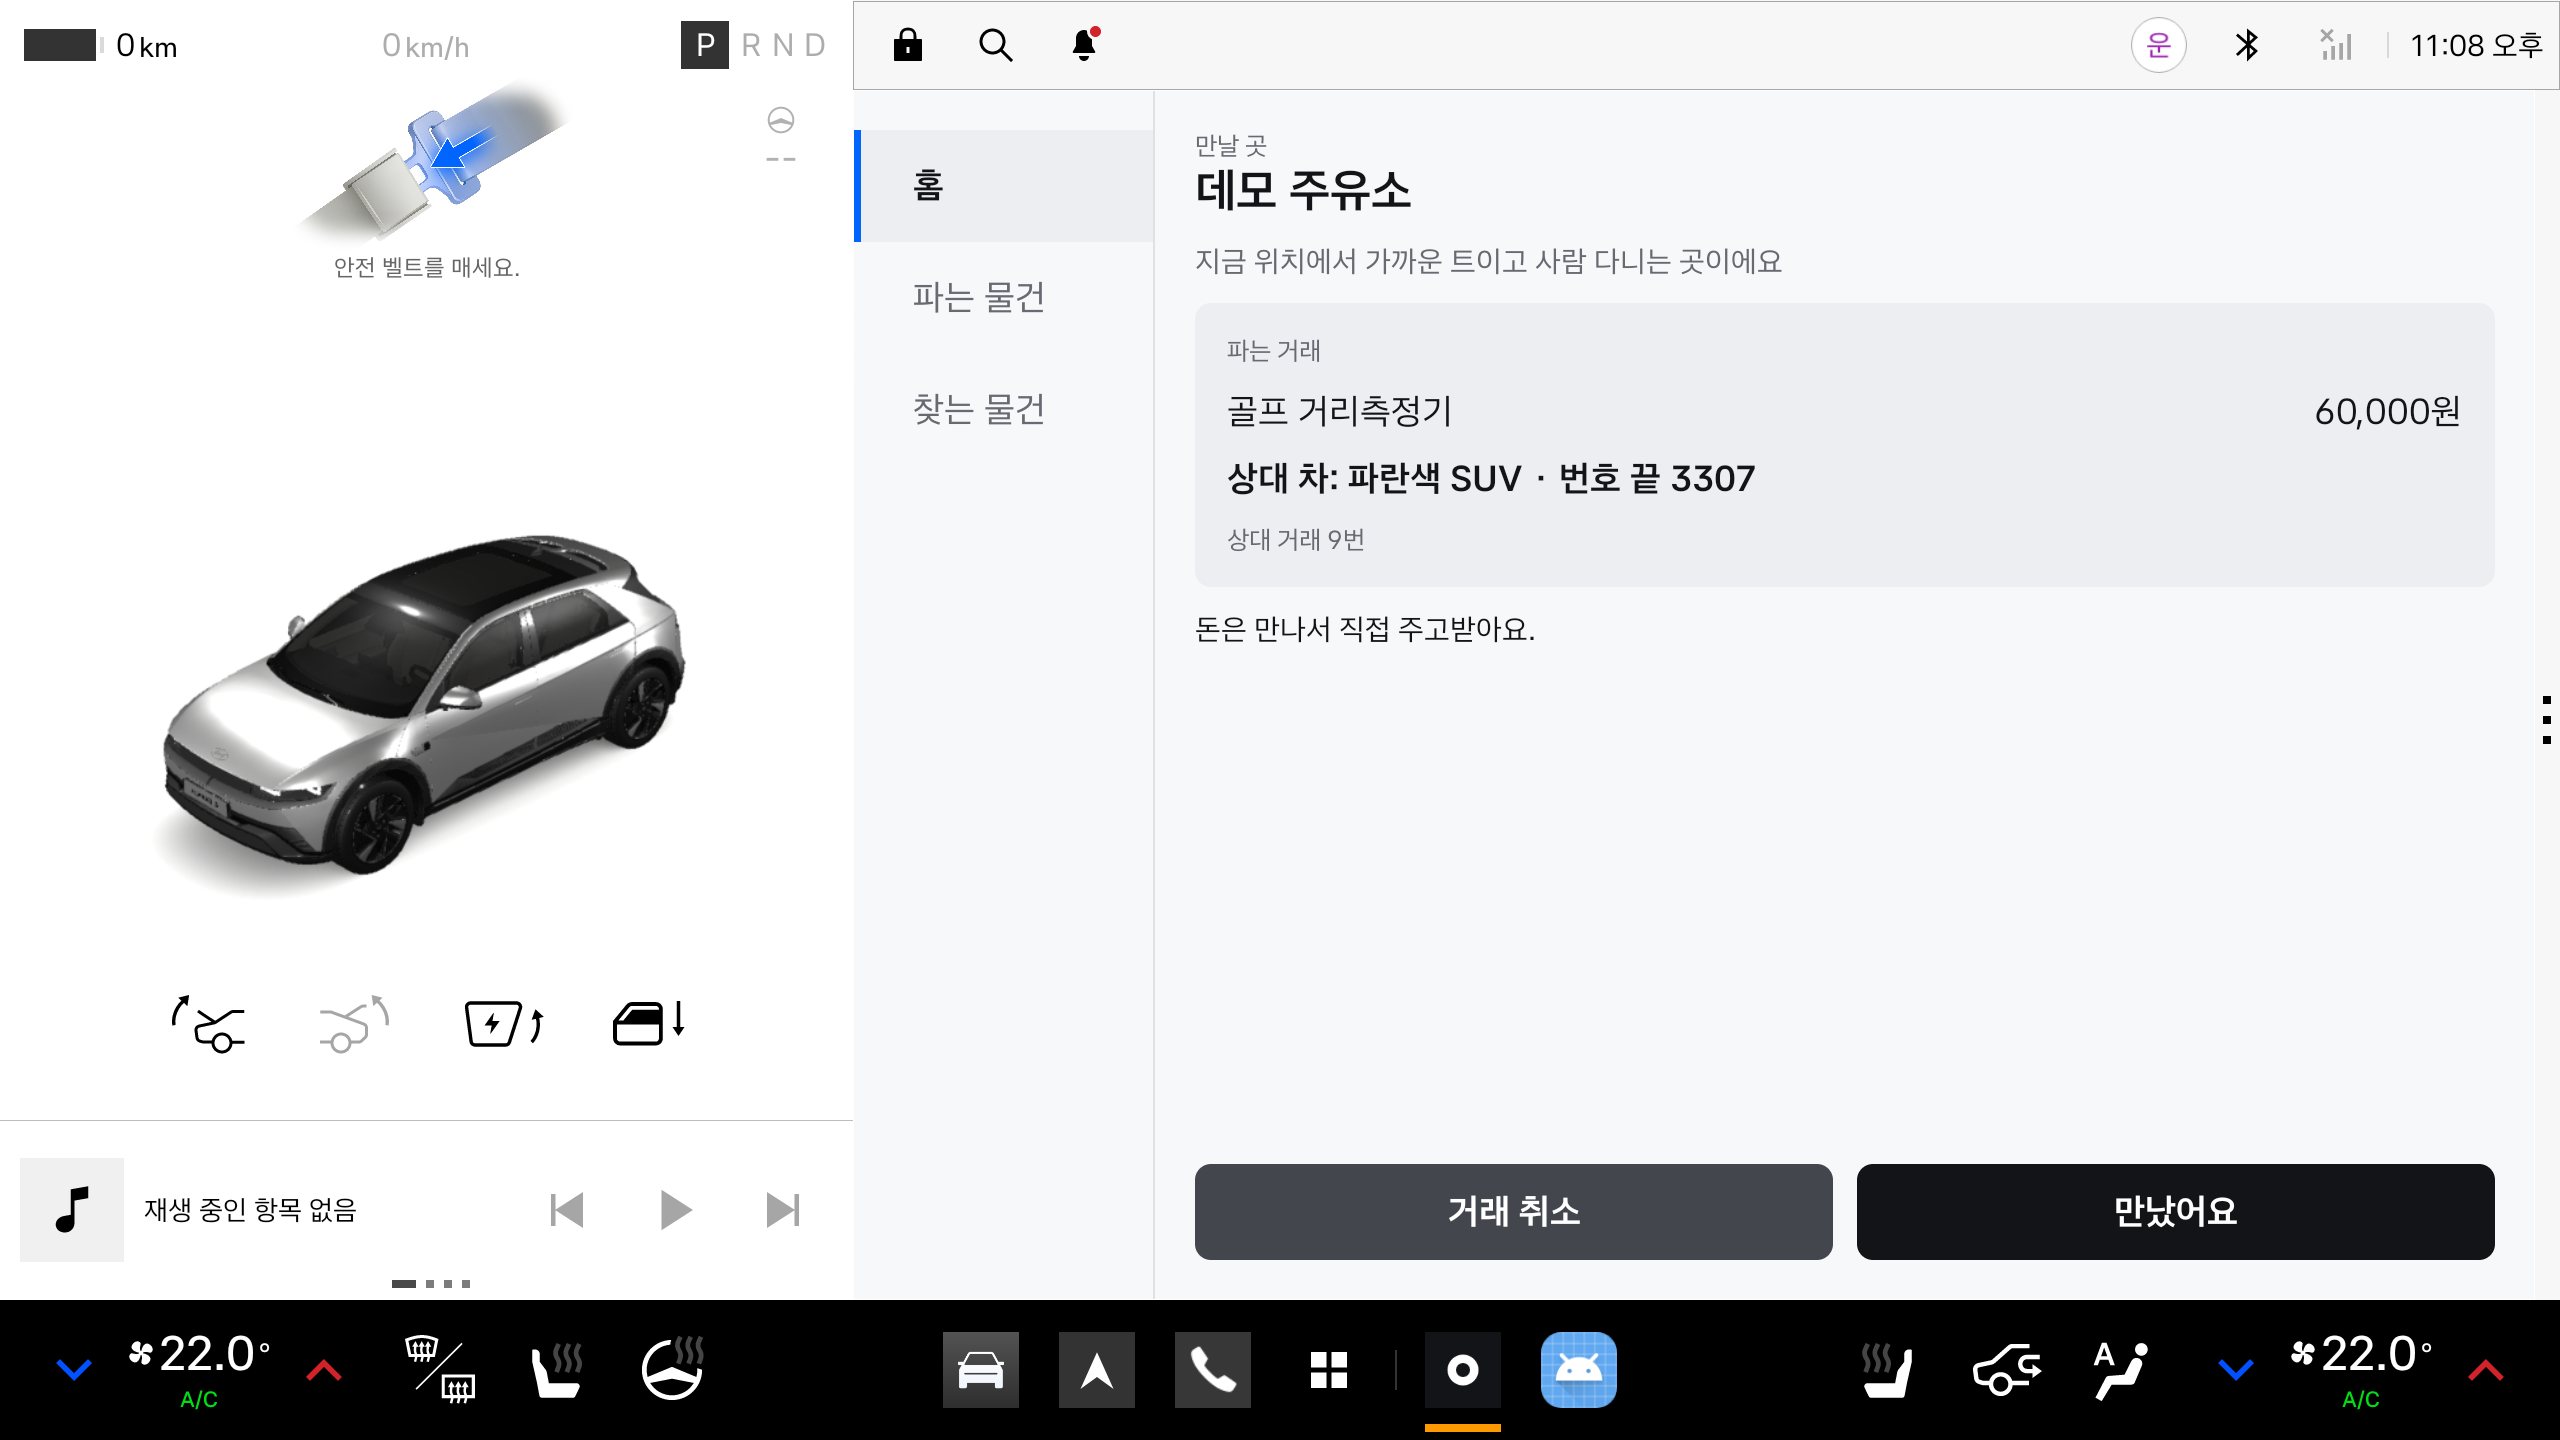 0 km
0 km/h
P R N D
안전 벨트를 매세요.
재생 중인 항목 없음
11:08 오후
운
홈
파는 물건
찾는 물건
만날 곳
데모 주유소
지금 위치에서 가까운 트이고 사람 다니는 곳이에요
파는 거래
골프 거리측정기
60,000원
상대 차: 파란색 SUV · 번호 끝 3307
상대 거래 9번
돈은 만나서 직접 주고받아요.
거래 취소
만났어요
22.0°
A/C
A
22.0°
A/C